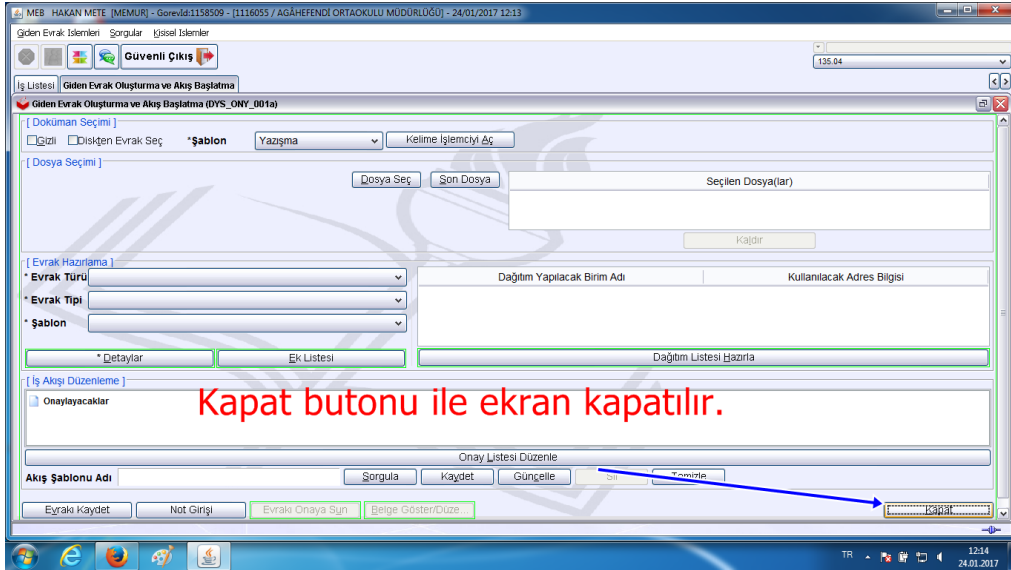 MEB HAKAN METE [MEMUR] - GorevId:1158509 - [1116055 / AGÂHEFENDİ ORTAOKULU MÜDÜRLÜĞÜ] - 24/01/2017 12:13
Giden Evrak Islemleri Sorgular Kisisel Islemler
Güvenli Çıkış
135.04
İş Listesi Giden Evrak Oluşturma ve Akış Başlatma
Giden Evrak Oluşturma ve Akış Başlatma (DYS_ONY_001a)
[ Doküman Seçimi ]
Gizli Diskten Evrak Seç *Şablon Yazışma Kelime İşlemciyi Aç
[ Dosya Seçimi ]
Dosya Seç Son Dosya Seçilen Dosya(lar)
Kaldır
[ Evrak Hazırlama ]
* Evrak Türü Dağıtım Yapılacak Birim Adı Kullanılacak Adres Bilgisi
* Evrak Tipi
* Şablon
* Detaylar Ek Listesi Dağıtım Listesi Hazırla
[ İş Akışı Düzenleme ]
Onaylayacaklar
Kapat butonu ile ekran kapatılır.
Onay Listesi Düzenle
Akış Şablonu Adı Sorgula Kaydet Güncelle Sil Temizle
Evrakı Kaydet Not Girişi Evrakı Onaya Sun Belge Göster/Düze... Kapat
TR 12:14
24.01.2017